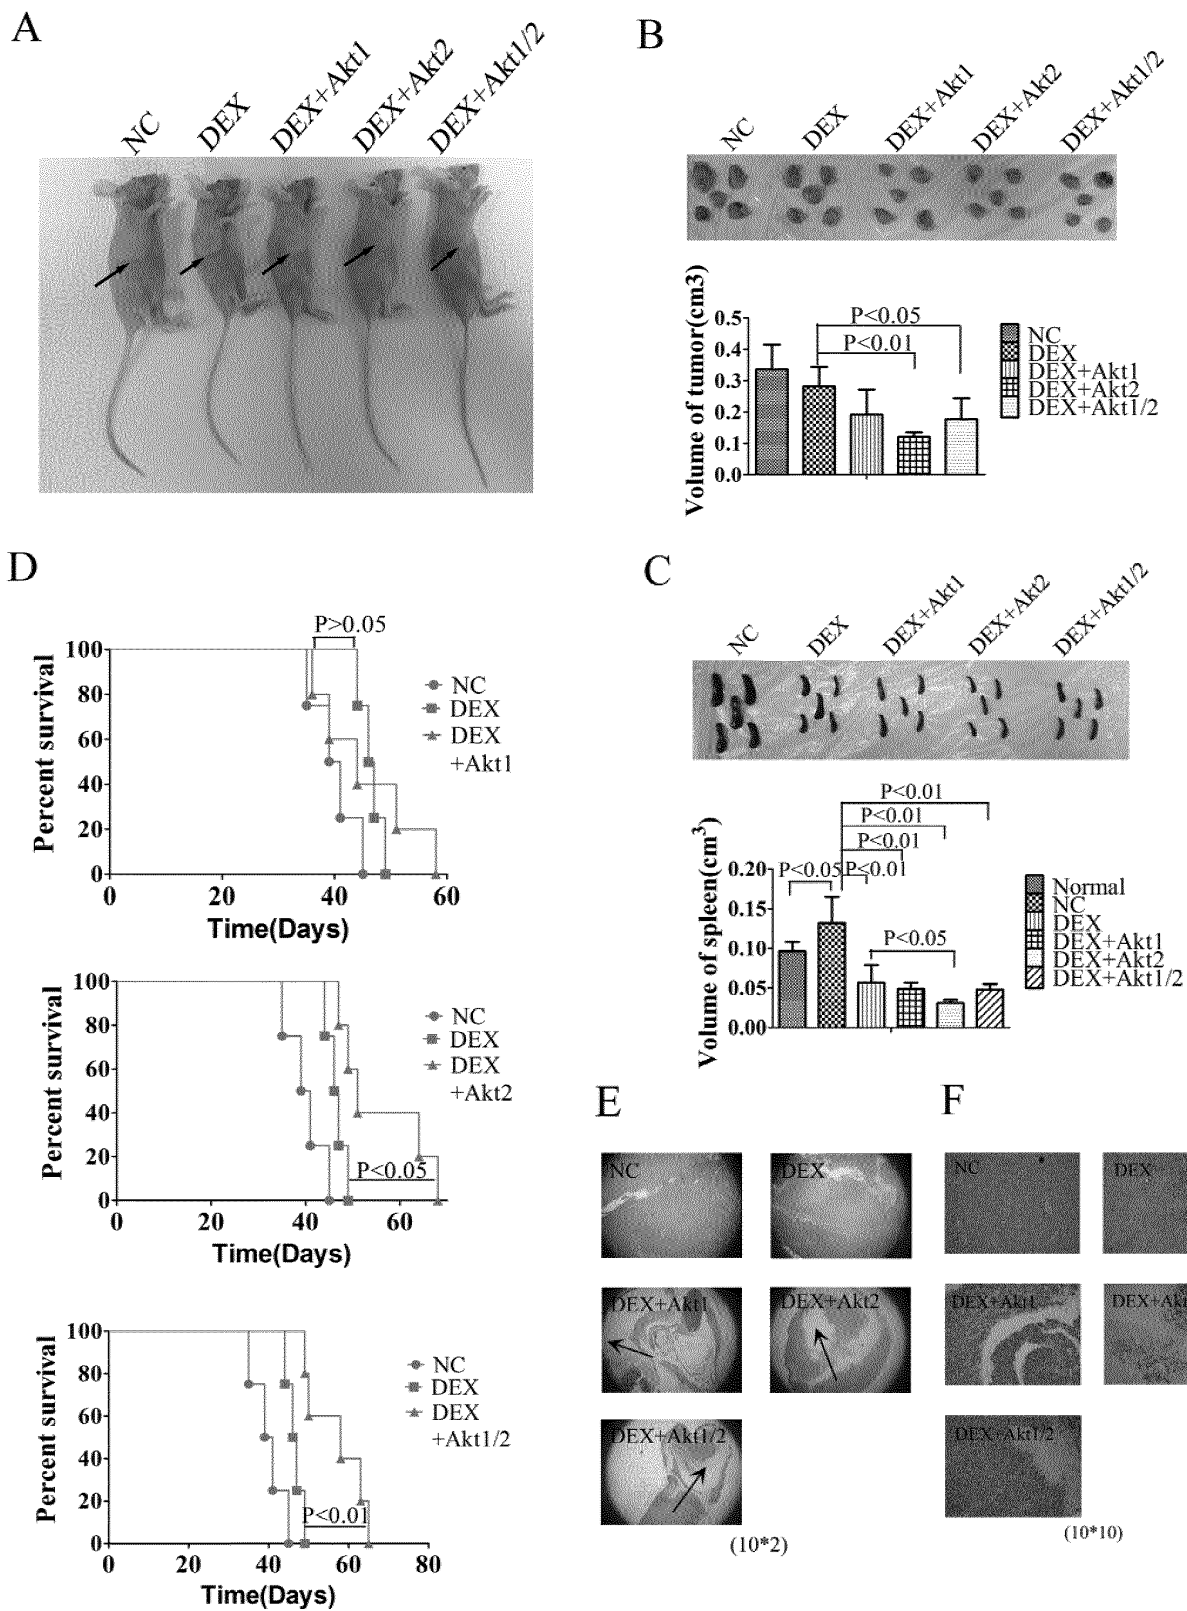 A
NC
DEX
DEX+Akt1
DEX+Akt2
DEX+Akt1/2
B
NC
DEX
DEX+Akt1
DEX+Akt2
DEX+Akt1/2
Volume of tumor(cm3)
0.5
0.4
0.3
0.2
0.1
0.0
P<0.05
P<0.01
NC
DEX
DEX+Akt1
DEX+Akt2
DEX+Akt1/2
D
Percent survival
100
80
60
40
20
0
P>0.05
NC
DEX
DEX
+Akt1
0 20 40 60
Time(Days)
Percent survival
100
80
60
40
20
0
NC
DEX
DEX
+Akt2
P<0.05
0 20 40 60
Time(Days)
Percent survival
100
80
60
40
20
0
NC
DEX
DEX
+Akt1/2
P<0.01
0 20 40 60 80
Time(Days)
C
NC
DEX
DEX+Akt1
DEX+Akt2
DEX+Akt1/2
Volume of spleen(cm³)
0.20
0.15
0.10
0.05
0.00
P<0.01
P<0.01
P<0.01
P<0.05
P<0.01
P<0.05
Normal
NC
DEX
DEX+Akt1
DEX+Akt2
DEX+Akt1/2
E
NC
DEX
DEX+Akt1
DEX+Akt2
DEX+Akt1/2
(10*2)
F
NC
DEX
DEX+Akt1
DEX+Akt
DEX+Akt1/2
(10*10)